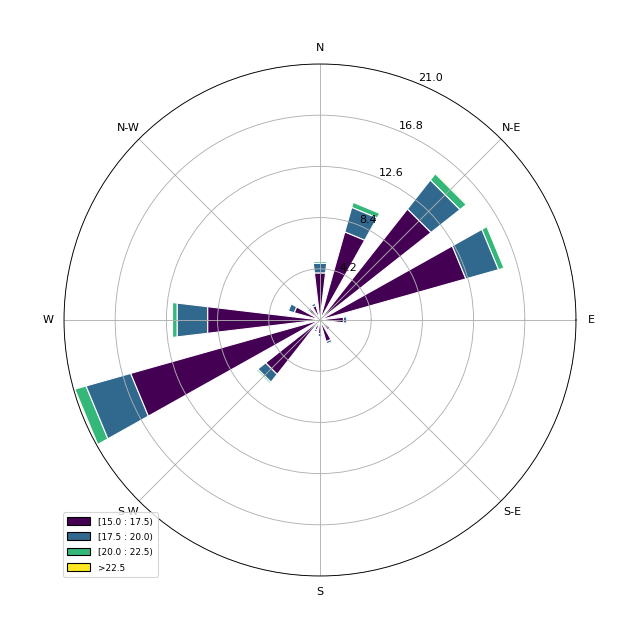 N
21.0
N-W
16.8
N-E
12.6
8.4
4.2
W
E
S-W
S-E
[15.0 : 17.5)
[17.5 : 20.0)
[20.0 : 22.5)
>22.5
S